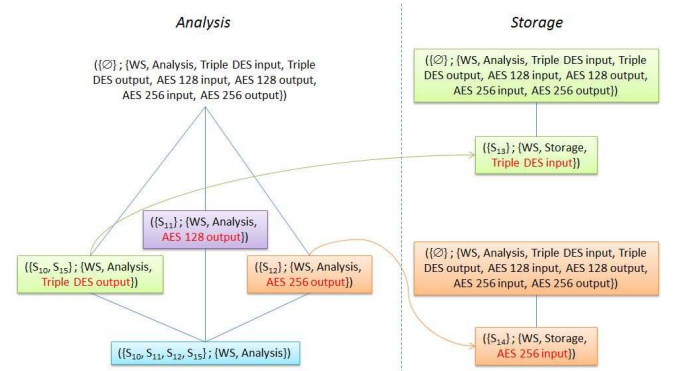 Analysis
({∅} ; {WS, Analysis, Triple DES input, Triple
DES output, AES 128 input, AES 128 output,
AES 256 input, AES 256 output})
({S₁₁} ; {WS, Analysis,
AES 128 output})
({S₁₀, S₁₅} ; {WS, Analysis,
Triple DES output})
({S₁₂} ; {WS, Analysis,
AES 256 output})
({S₁₀, S₁₁, S₁₂, S₁₅} ; {WS, Analysis})
Storage
({∅} ; {WS, Analysis, Triple DES input, Triple
DES output, AES 128 input, AES 128 output,
AES 256 input, AES 256 output})
({S₁₃} ; {WS, Storage,
Triple DES input})
({∅} ; {WS, Analysis, Triple DES input, Triple
DES output, AES 128 input, AES 128 output,
AES 256 input, AES 256 output})
({S₁₄} ; {WS, Storage,
AES 256 input})